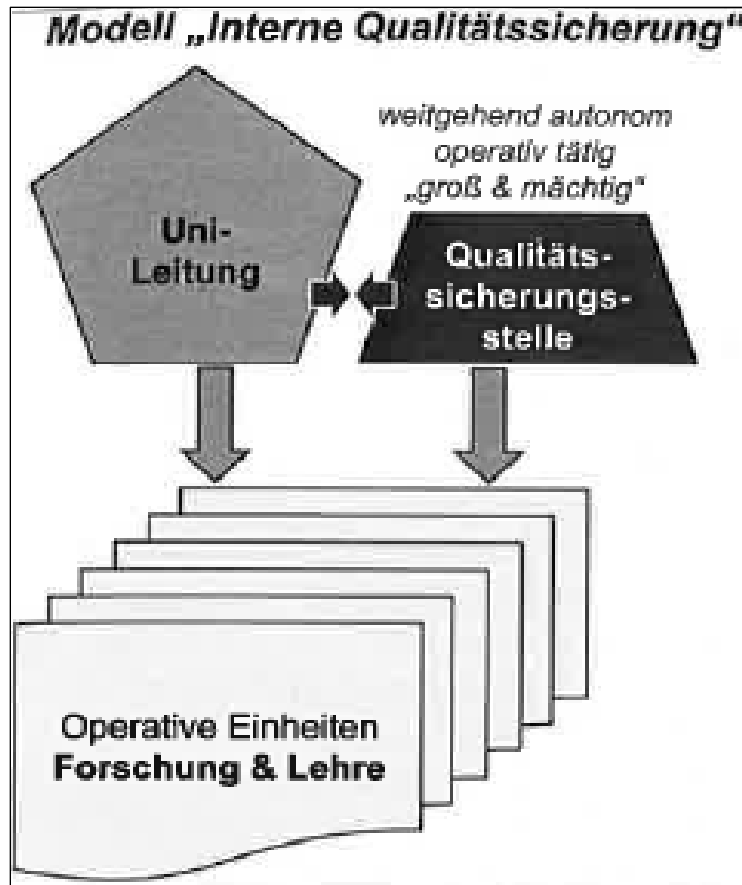 Modell „Interne Qualitätssicherung“
weitgehend autonom
operativ tätig
„groß & mächtig“
Uni-
Leitung
Qualitäts-
sicherungs-
stelle
Operative Einheiten
Forschung & Lehre